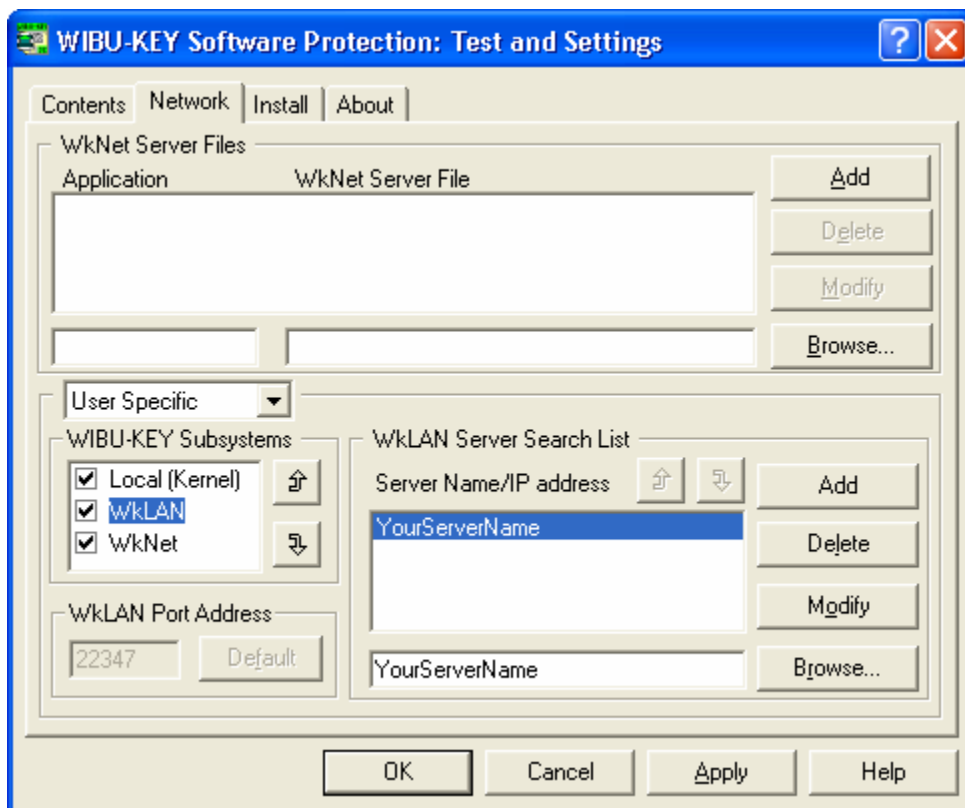 WIBU-KEY Software Protection: Test and Settings
Contents Network Install About
WkNet Server Files
Application WkNet Server File
Add
Delete
Modify
Browse...
User Specific
WIBU-KEY Subsystems
Local (Kernel)
WkLAN
WkNet
WkLAN Port Address
22347 Default
WkLAN Server Search List
Server Name/IP address
YourServerName
YourServerName
Add
Delete
Modify
Browse...
OK Cancel Apply Help